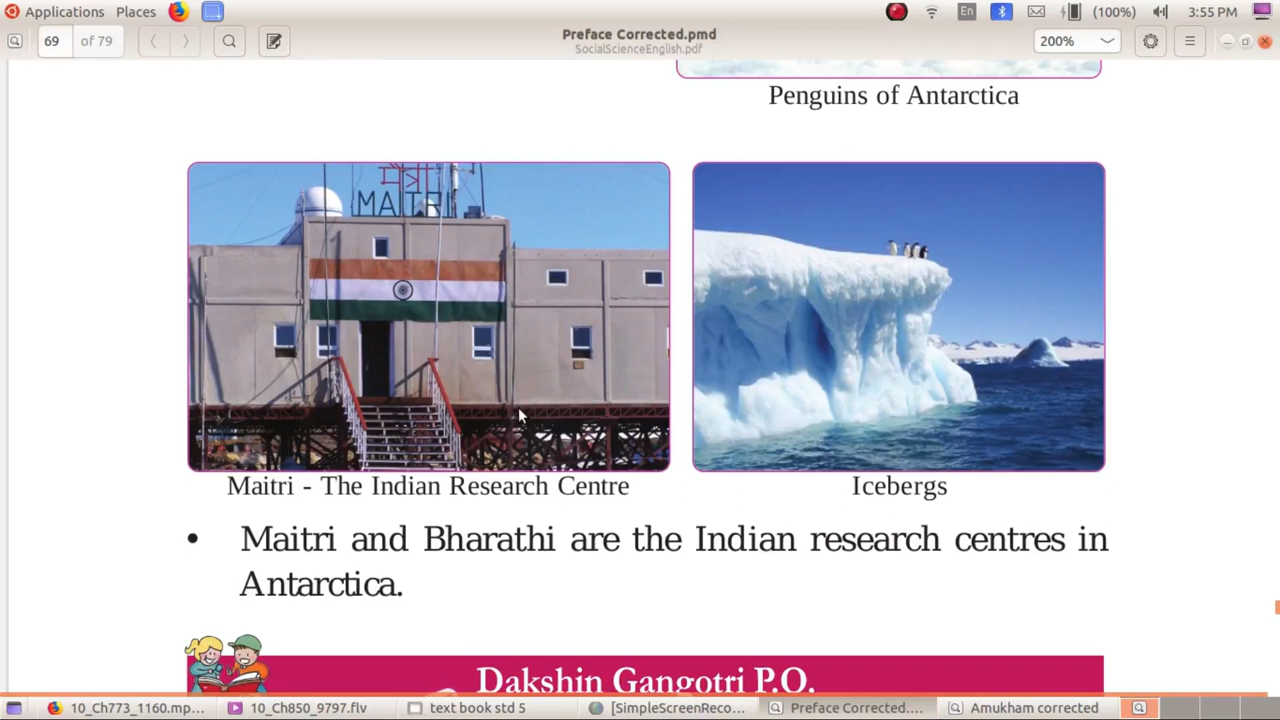 Applications Places En (100%) 3:55 PM
69 of 79 Preface Corrected.pmd 200%
SocialScienceEnglish.pdf
Penguins of Antarctica
MAITRI
Maitri - The Indian Research Centre Icebergs
• Maitri and Bharathi are the Indian research centres in
Antarctica.
Dakshin Gangotri P.O.
10_Ch773_1160.mp... 10_Ch850_9797.flv text book std 5 [SimpleScreenReco... Preface Corrected.... Amukham corrected